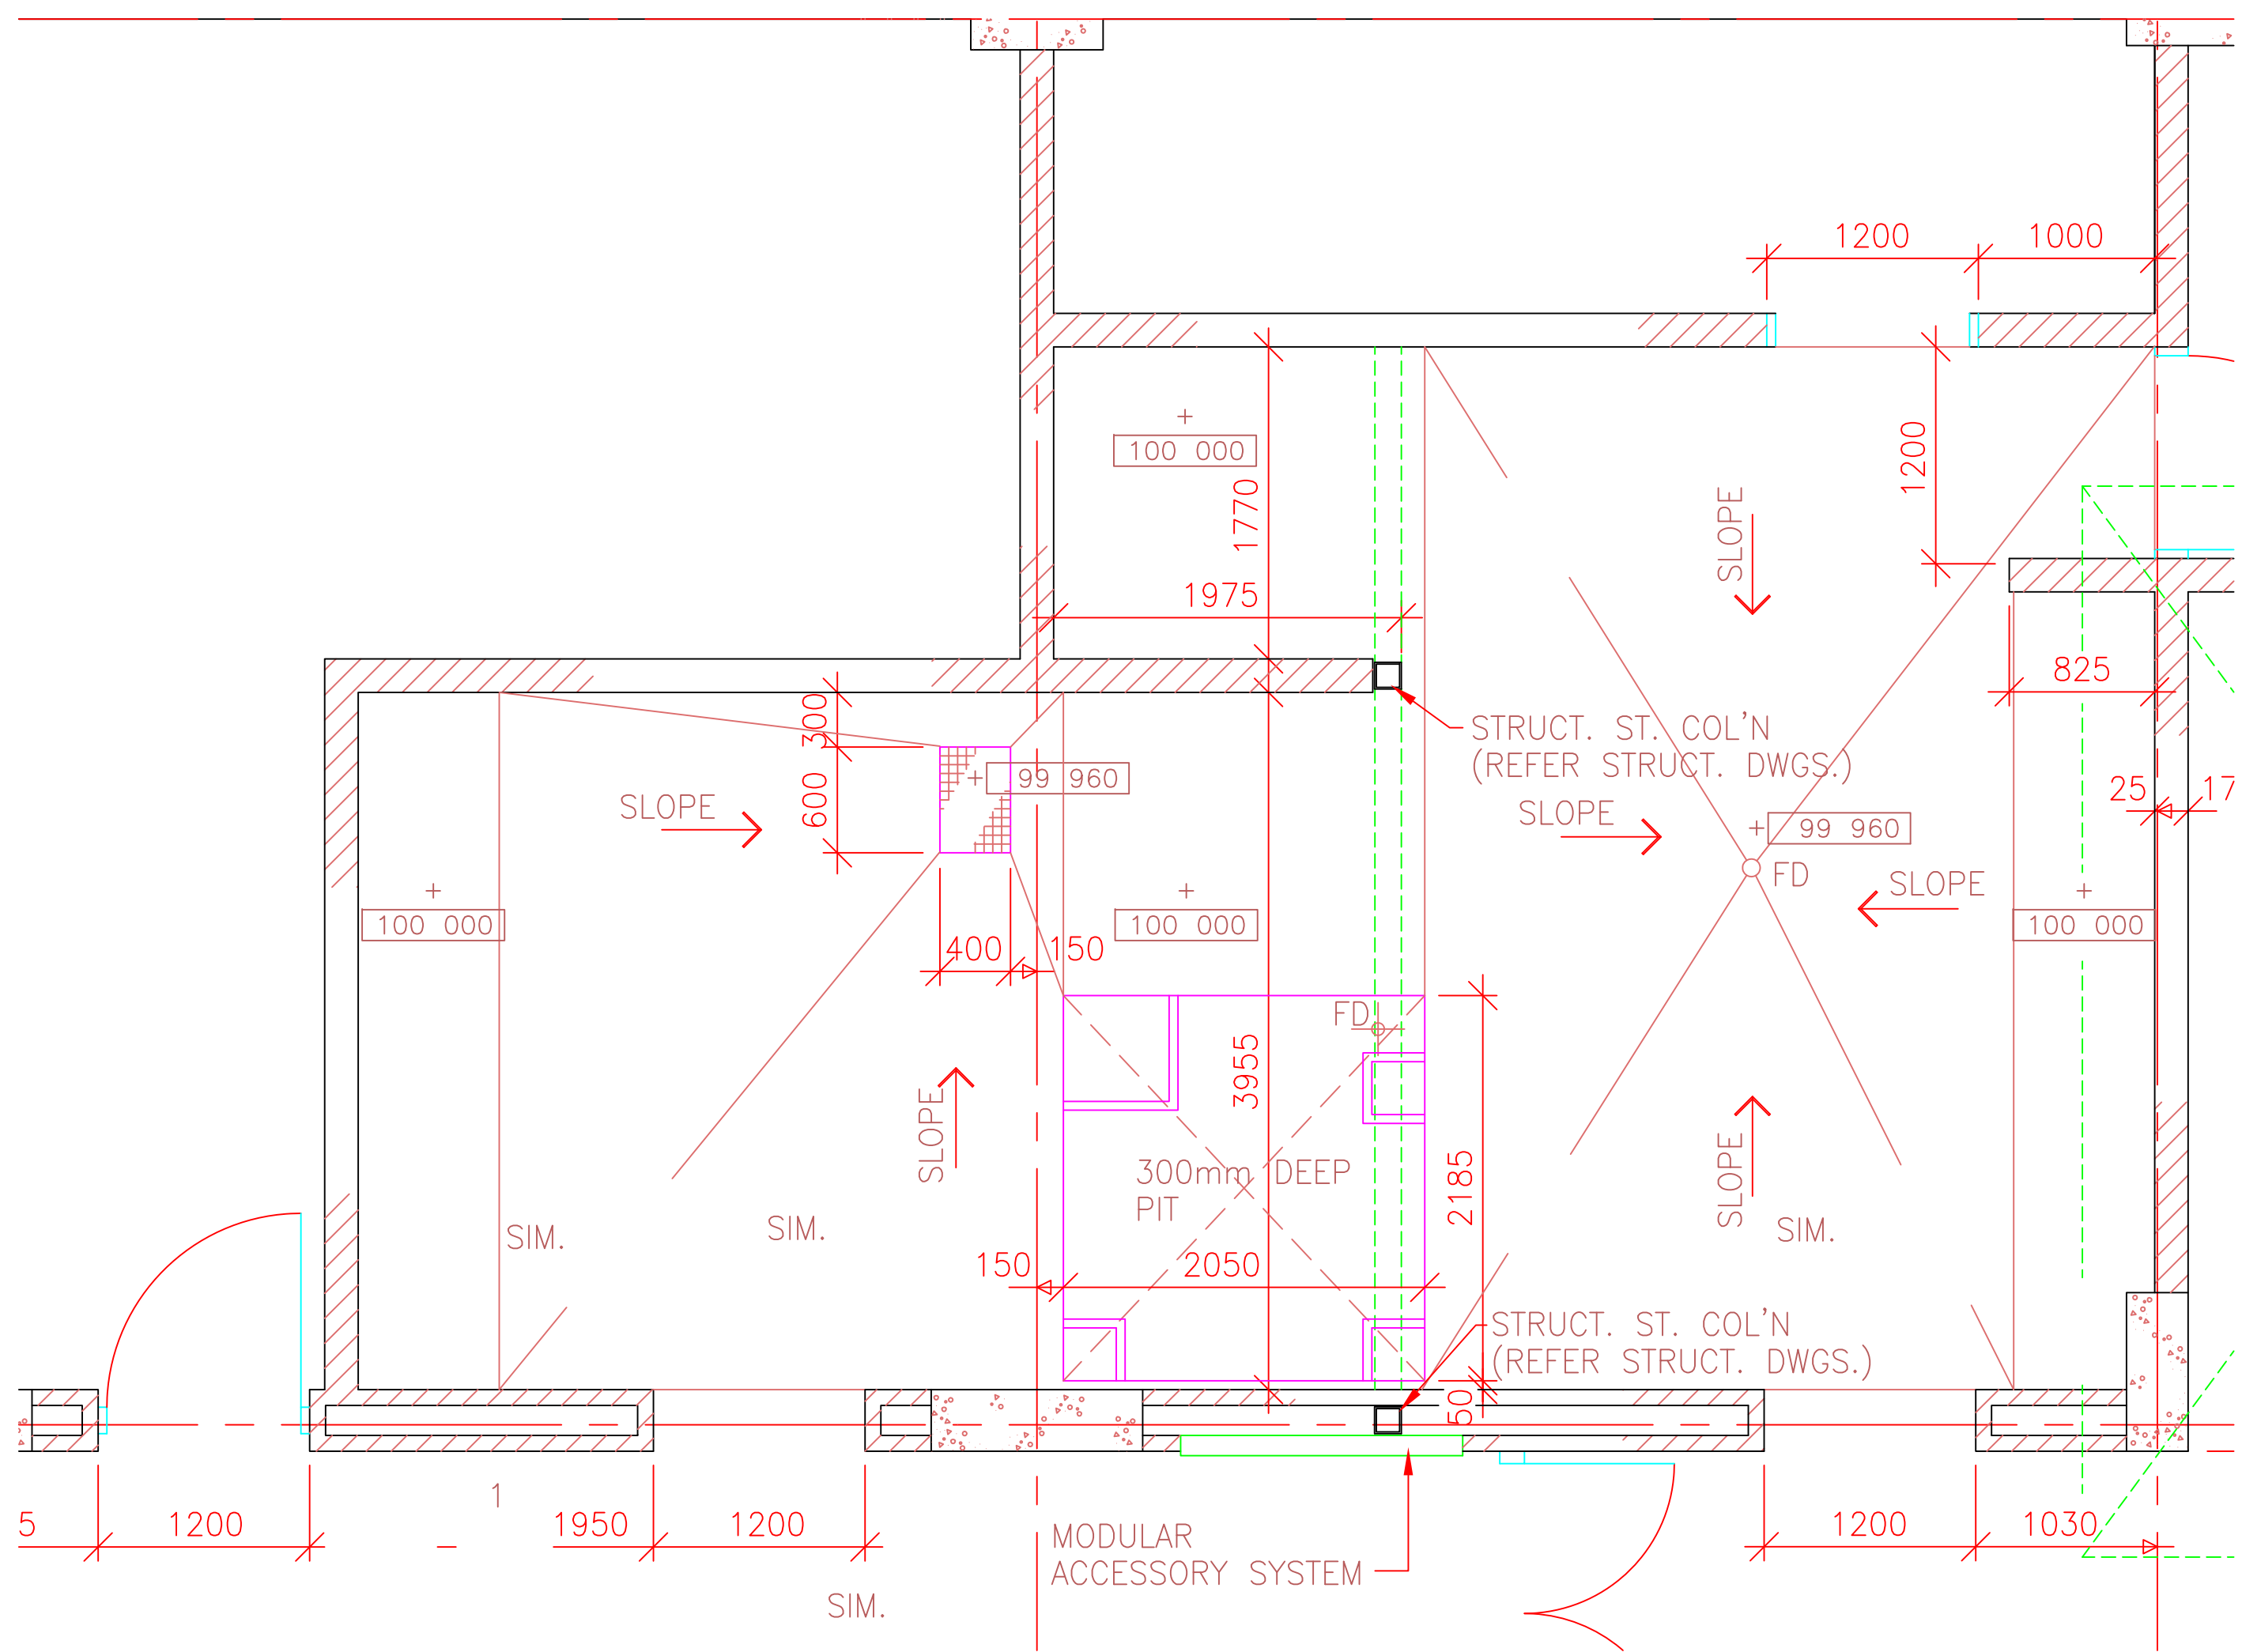 1200 1000
100 000
1770
SLOPE
1200
1975
825
300
STRUCT. ST. COL'N
(REFER STRUCT. DWGS.)
600
99 960
SLOPE
SLOPE
99 960
25
17
FD
SLOPE
100 000
100 000
100 000
400 150
FD
3955
SLOPE
2185
SLOPE
300mm DEEP
PIT
SIM.
SIM.
SIM.
150 2050
STRUCT. ST. COL'N
(REFER STRUCT. DWGS.)
50
1
5 1200 1950 1200
1200 1030
MODULAR
ACCESSORY SYSTEM
SIM.